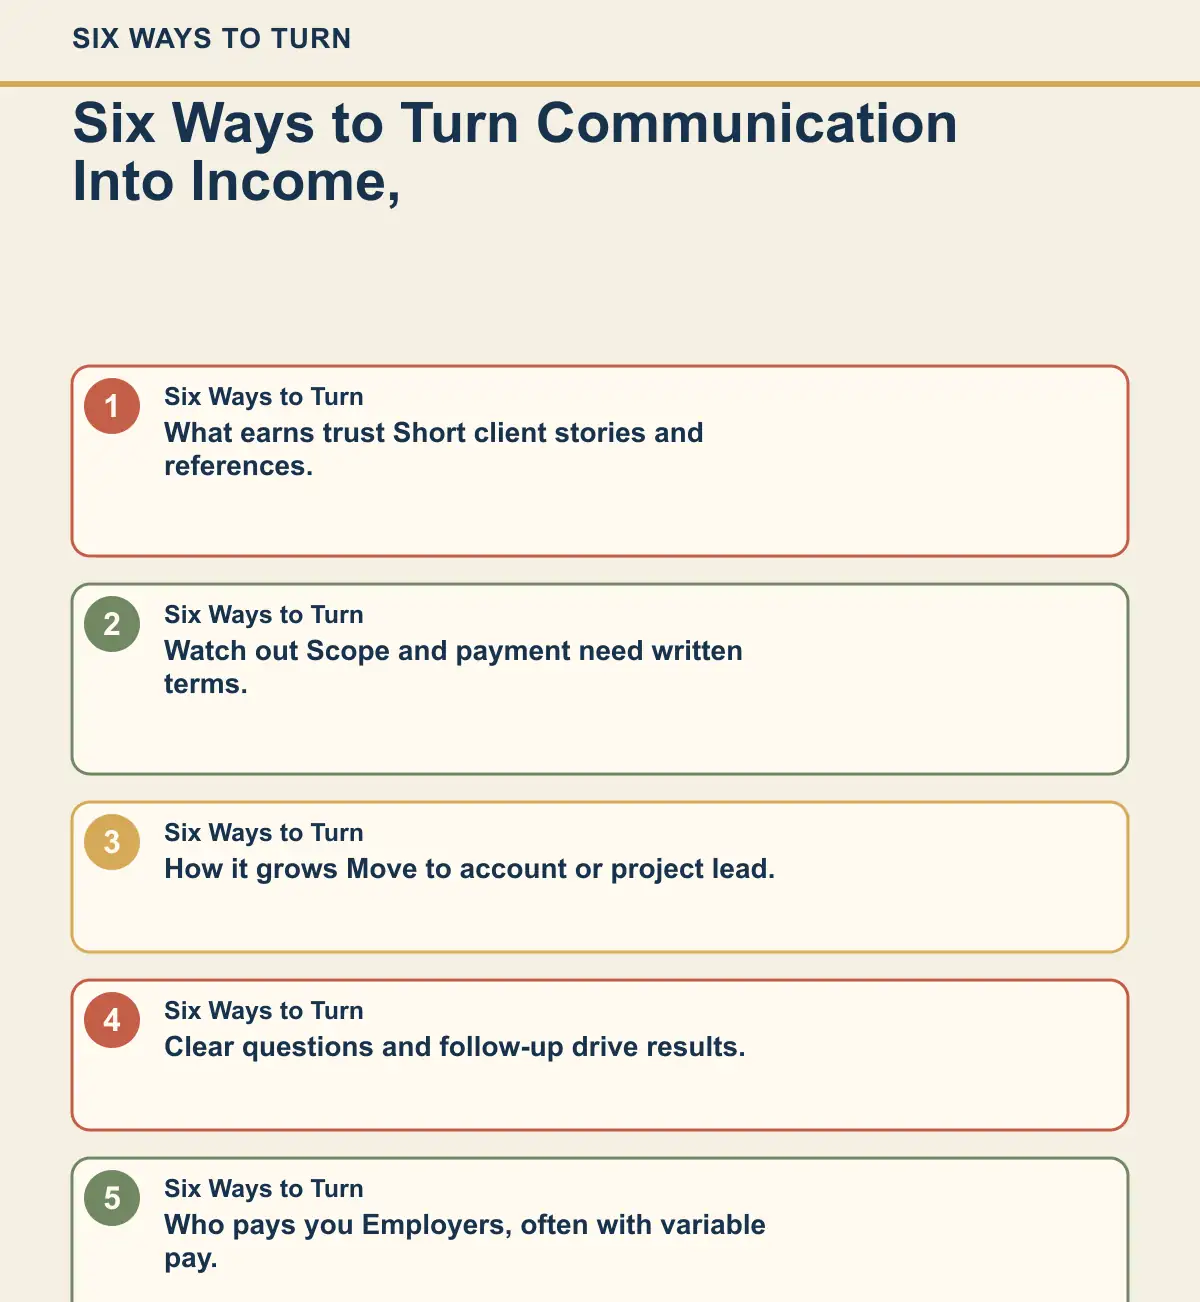 SIX WAYS TO TURN
Six Ways to Turn Communication
Into Income,
1
Six Ways to Turn
What earns trust Short client stories and
references.
2
Six Ways to Turn
Watch out Scope and payment need written
terms.
3
Six Ways to Turn
How it grows Move to account or project lead.
4
Six Ways to Turn
Clear questions and follow-up drive results.
5
Six Ways to Turn
Who pays you Employers, often with variable
pay.